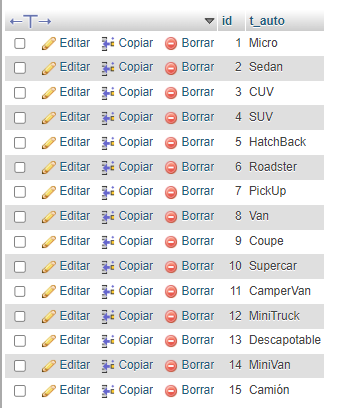 ←T→ id t_auto
Editar Copiar Borrar 1 Micro
Editar Copiar Borrar 2 Sedan
Editar Copiar Borrar 3 CUV
Editar Copiar Borrar 4 SUV
Editar Copiar Borrar 5 HatchBack
Editar Copiar Borrar 6 Roadster
Editar Copiar Borrar 7 PickUp
Editar Copiar Borrar 8 Van
Editar Copiar Borrar 9 Coupe
Editar Copiar Borrar 10 Supercar
Editar Copiar Borrar 11 CamperVan
Editar Copiar Borrar 12 MiniTruck
Editar Copiar Borrar 13 Descapotable
Editar Copiar Borrar 14 MiniVan
Editar Copiar Borrar 15 Camión